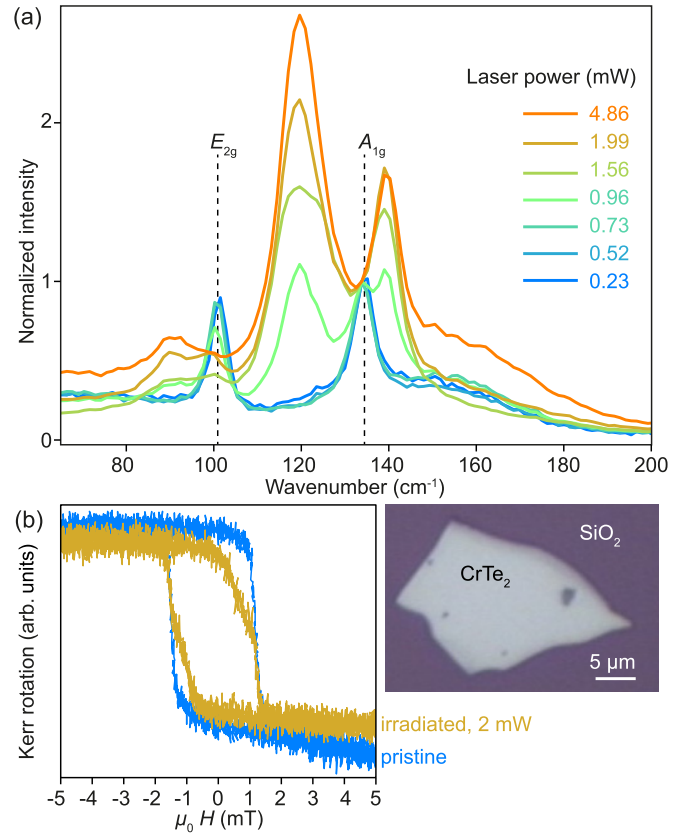 (a)
Laser power (mW)
4.86
1.99
1.56
0.96
0.73
0.52
0.23
E2g
A1g
Normalized intensity
2
1
0
80 100 120 140 160 180 200
Wavenumber (cm-1)
(b)
Kerr rotation (arb. units)
-5 -4 -3 -2 -1 0 1 2 3 4 5
μ0 H (mT)
irradiated, 2 mW
pristine
SiO2
CrTe2
5 μm